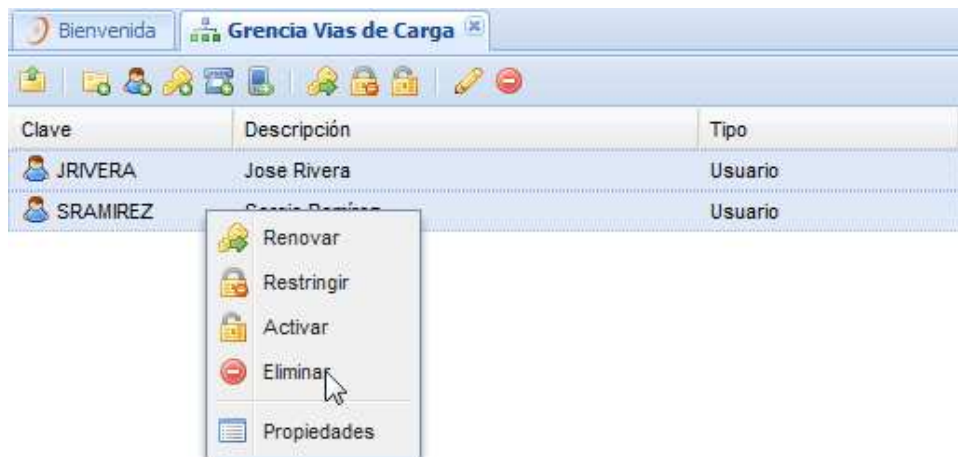 Bienvenida Grencia Vias de Carga
Clave Descripción Tipo
JRIVERA Jose Rivera Usuario
SRAMIREZ Usuario
Renovar
Restringir
Activar
Eliminar
Propiedades